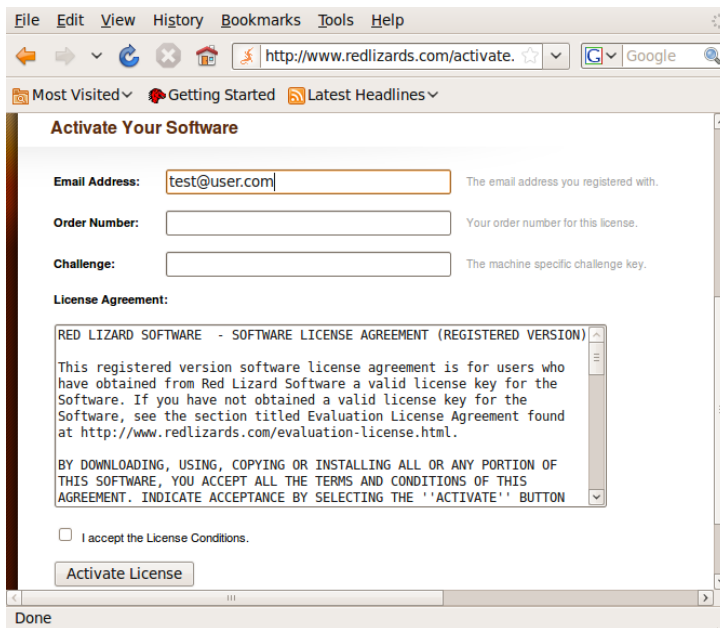 File Edit View History Bookmarks Tools Help
http://www.redlizards.com/activate. G Google
Most Visited Getting Started Latest Headlines
Activate Your Software
Email Address: test@user.com The email address you registered with.
Order Number: Your order number for this license.
Challenge: The machine specific challenge key.
License Agreement:
RED LIZARD SOFTWARE - SOFTWARE LICENSE AGREEMENT (REGISTERED VERSION)
This registered version software license agreement is for users who
have obtained from Red Lizard Software a valid license key for the
Software. If you have not obtained a valid license key for the
Software, see the section titled Evaluation License Agreement found
at http://www.redlizards.com/evaluation-license.html.
BY DOWNLOADING, USING, COPYING OR INSTALLING ALL OR ANY PORTION OF
THIS SOFTWARE, YOU ACCEPT ALL THE TERMS AND CONDITIONS OF THIS
AGREEMENT. INDICATE ACCEPTANCE BY SELECTING THE ''ACTIVATE'' BUTTON
I accept the License Conditions.
Activate License
Done